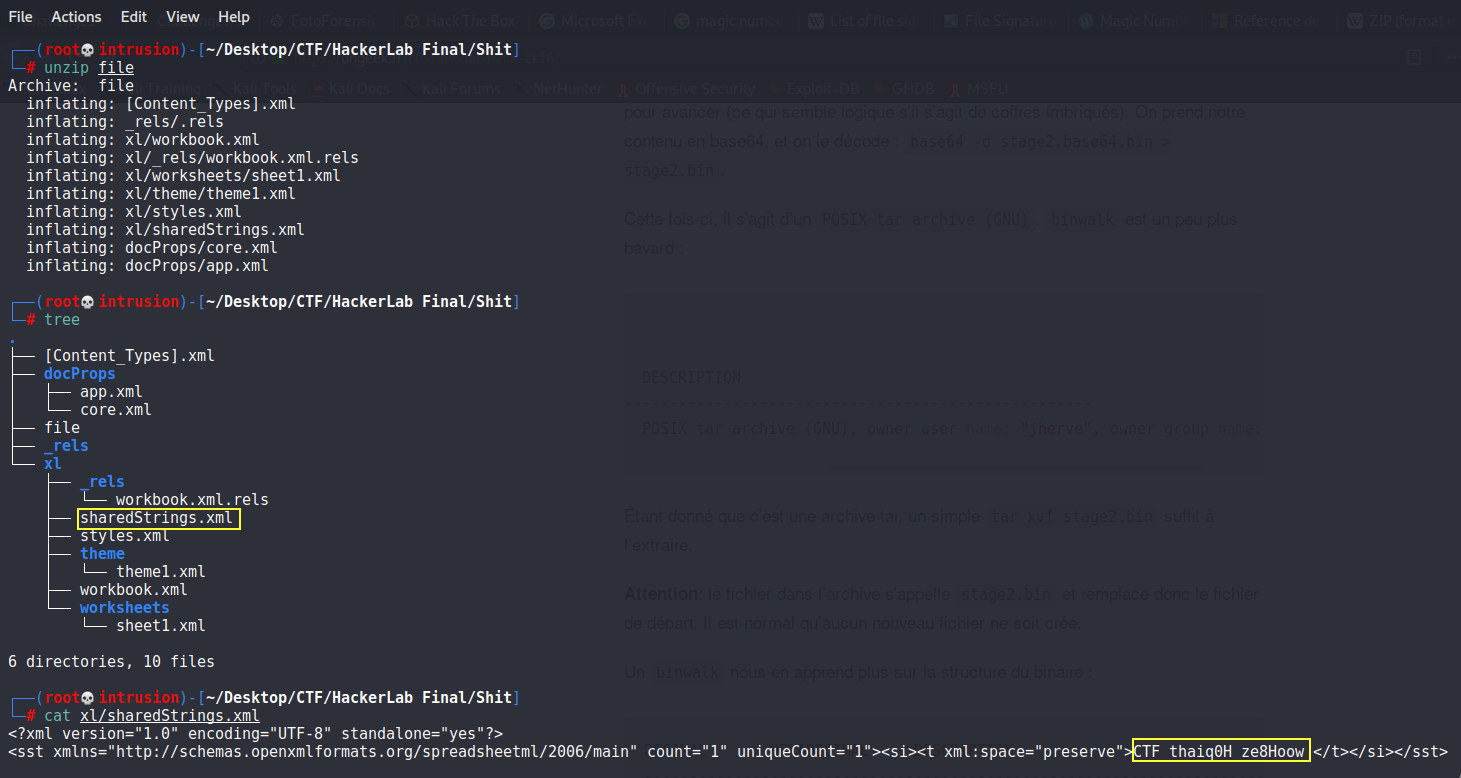 File Actions Edit View Help
FotoForensic Hack The Box Microsoft Ex magic numbe List of file sig File Signatur Magic Numb Reference de ZIP (format d
┌──(root💀intrusion)-[~/Desktop/CTF/HackerLab Final/Shit]
└─# unzip file
Archive:  file
Training Kali Tools Kali Docs Kali Forums NetHunter Offensive Security Exploit-DB GHDB MSFU
  inflating: [Content_Types].xml
  inflating: _rels/.rels
  inflating: xl/workbook.xml
  inflating: xl/_rels/workbook.xml.rels
  inflating: xl/worksheets/sheet1.xml
  inflating: xl/theme/theme1.xml
  inflating: xl/styles.xml
  inflating: xl/sharedStrings.xml
  inflating: docProps/core.xml
  inflating: docProps/app.xml
┌──(root💀intrusion)-[~/Desktop/CTF/HackerLab Final/Shit]
└─# tree
.
├── [Content_Types].xml
├── docProps
│   ├── app.xml
│   └── core.xml
├── file
├── _rels
└── xl
    ├── _rels
    │   └── workbook.xml.rels
    ├── sharedStrings.xml
    ├── styles.xml
    ├── theme
    │   └── theme1.xml
    ├── workbook.xml
    └── worksheets
        └── sheet1.xml
6 directories, 10 files
┌──(root💀intrusion)-[~/Desktop/CTF/HackerLab Final/Shit]
└─# cat xl/sharedStrings.xml
<?xml version="1.0" encoding="UTF-8" standalone="yes"?>
<sst xmlns="http://schemas.openxmlformats.org/spreadsheetml/2006/main" count="1" uniqueCount="1"><si><t xml:space="preserve">CTF_thaiq0H_ze8Hoow </t></si></sst>
pour avancer (ce qui semble logique s'il s'agit de coffres imbriqués). On prend notre
contenu en base64, et on le décode : base64 -d stage2.base64.bin >
stage2.bin.
Cette fois-ci, il s'agit d'un POSIX tar archive (GNU). binwalk est un peu plus
bavard :
DESCRIPTION
--------------------------------------------------
POSIX tar archive (GNU), owner user name: "jherve", owner group name
Étant donné que c'est une archive tar, un simple tar xvf stage2.bin suffit à
l'extraire.
Attention: le fichier dans l'archive s'appelle stage2.bin et remplace donc le fichier
de départ. Il est normal qu'aucun nouveau fichier ne soit créé.
Un binwalk nous en apprend plus sur la structure du binaire :